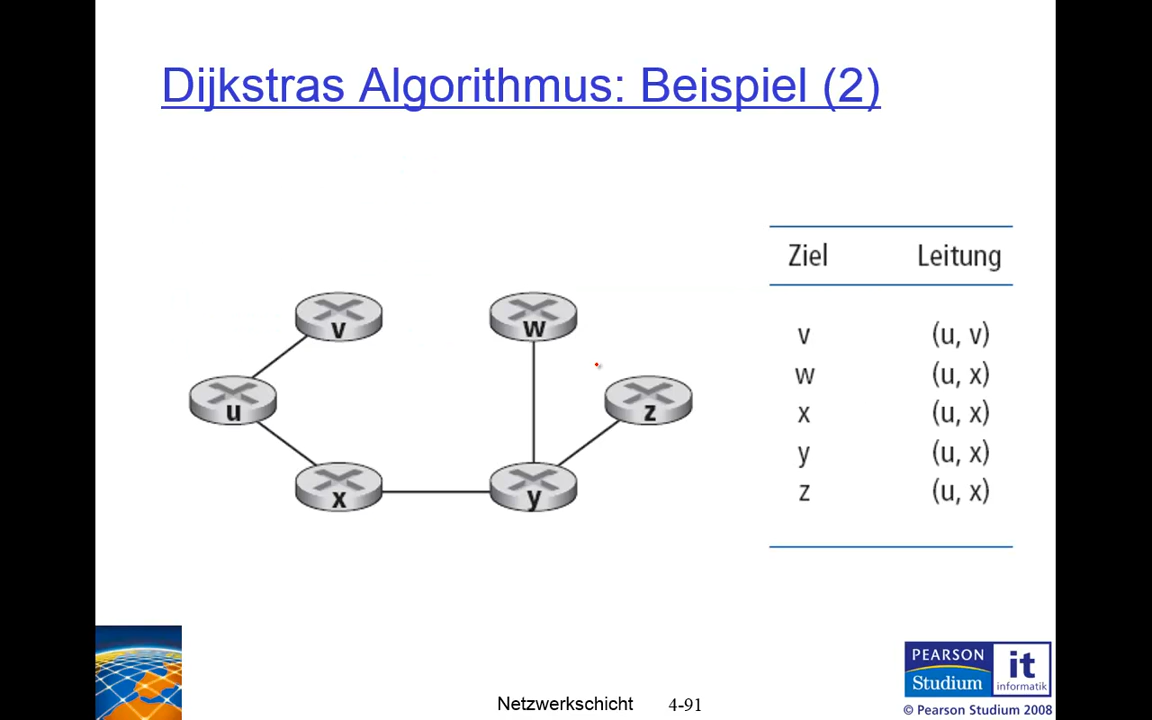 Dijkstras Algorithmus: Beispiel (2)
Ziel Leitung
v (u, v)
w (u, x)
x (u, x)
y (u, x)
z (u, x)
v
w
u
z
x
y
PEARSON
Studium
it
informatik
Netzwerkschicht 4-91
© Pearson Studium 2008